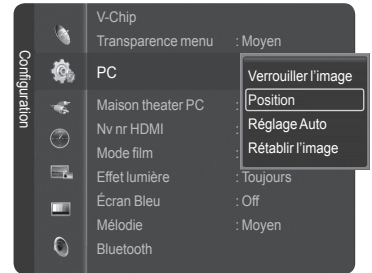 Configuration
V-Chip
Transparence menu : Moyen
PC
Verrouiller l'image
Position
Réglage Auto
Rétablir l'image
Maison theater PC :
Nv nr HDMI :
Mode film :
Effet lumière : Toujours
Écran Bleu : Off
Mélodie : Moyen
Bluetooth